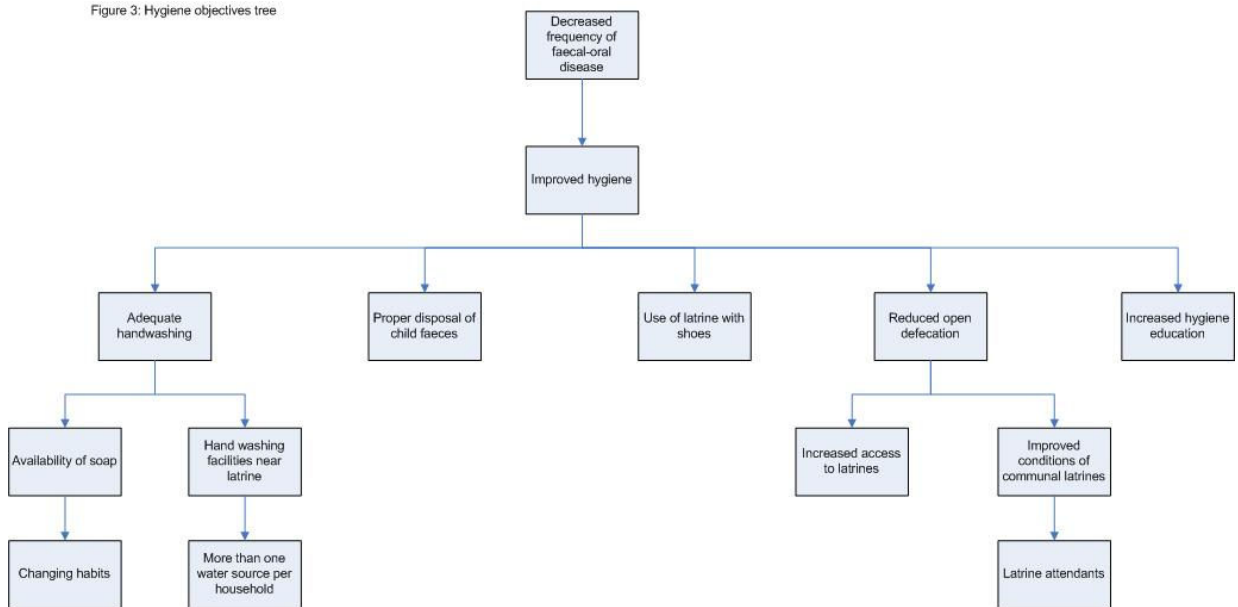 Figure 3: Hygiene objectives tree
Decreased
frequency of
faecal-oral
disease
Improved hygiene
Adequate
handwashing
Proper disposal of
child faeces
Use of latrine with
shoes
Reduced open
defecation
Increased hygiene
education
Availability of soap
Hand washing
facilities near
latrine
Increased access
to latrines
Improved
conditions of
communal latrines
Changing habits
More than one
water source per
household
Latrine attendants